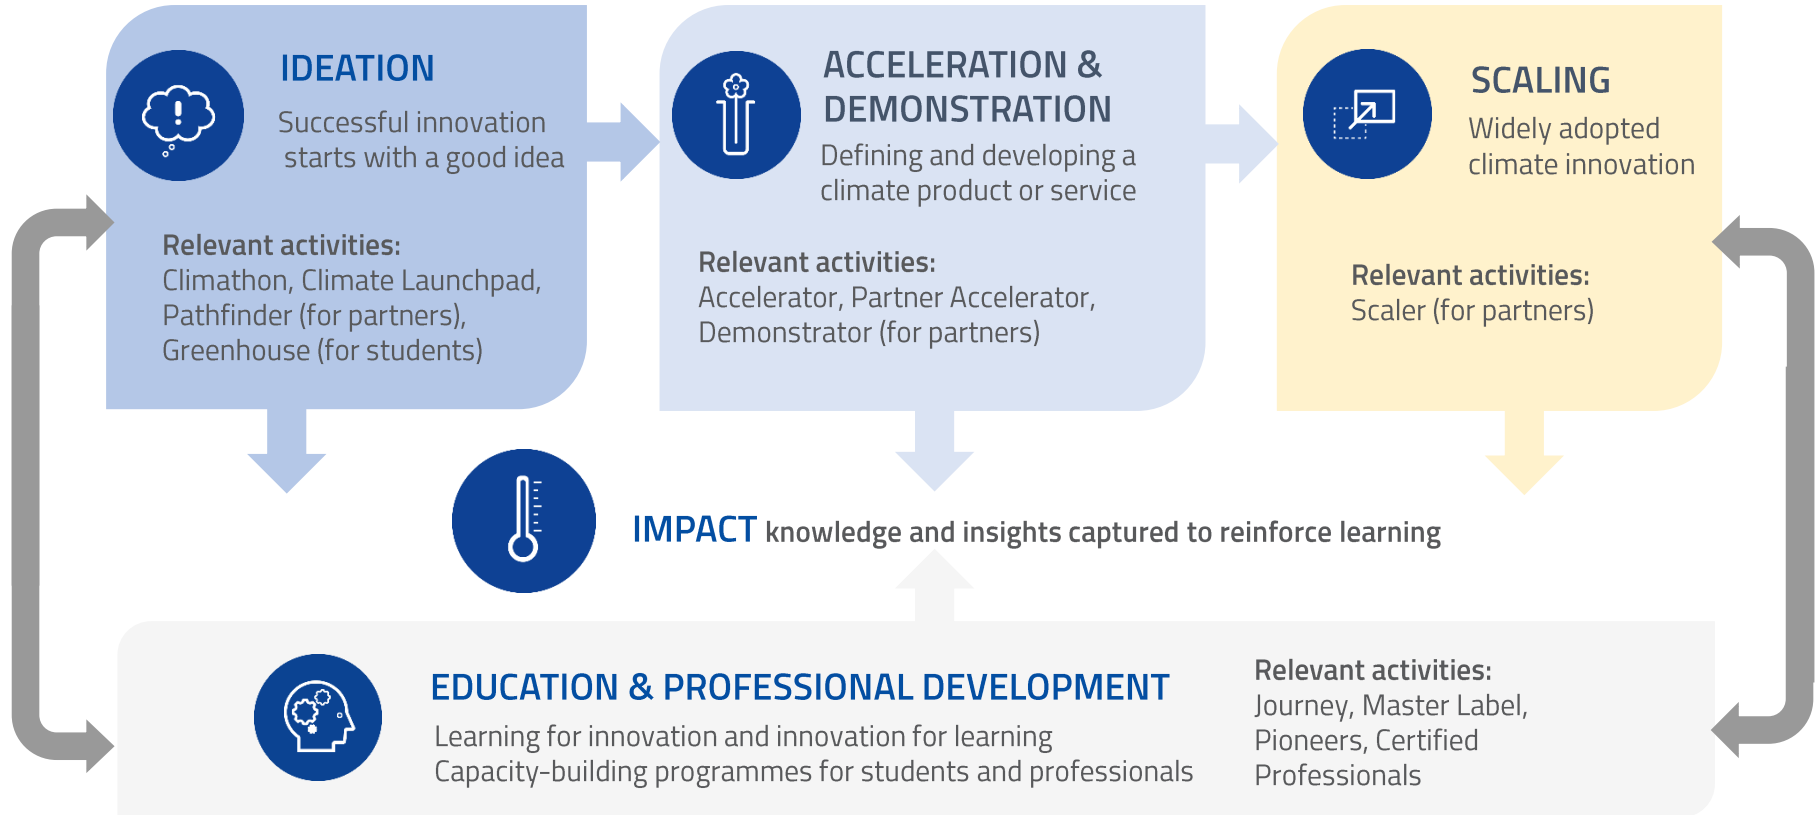 IDEATION
Successful innovation
starts with a good idea
Relevant activities:
Climathon, Climate Launchpad,
Pathfinder (for partners),
Greenhouse (for students)
ACCELERATION &
DEMONSTRATION
Defining and developing a
climate product or service
Relevant activities:
Accelerator, Partner Accelerator,
Demonstrator (for partners)
SCALING
Widely adopted
climate innovation
Relevant activities:
Scaler (for partners)
IMPACT knowledge and insights captured to reinforce learning
EDUCATION & PROFESSIONAL DEVELOPMENT
Learning for innovation and innovation for learning
Capacity-building programmes for students and professionals
Relevant activities:
Journey, Master Label,
Pioneers, Certified
Professionals